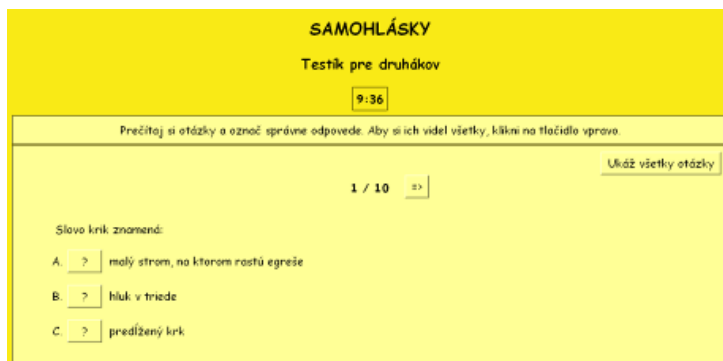 SAMOHLÁSKY
Testík pre druhákov
9:36
Prečítaj si otázky a označ správne odpovede. Aby si ich videl všetky, klikni na tlačidlo vpravo.
Ukáž všetky otázky
1 / 10 =>
Slovo krik znamená:
A. ? malý strom, na ktorom rastú egreše
B. ? hluk v triede
C. ? predĺžený krk